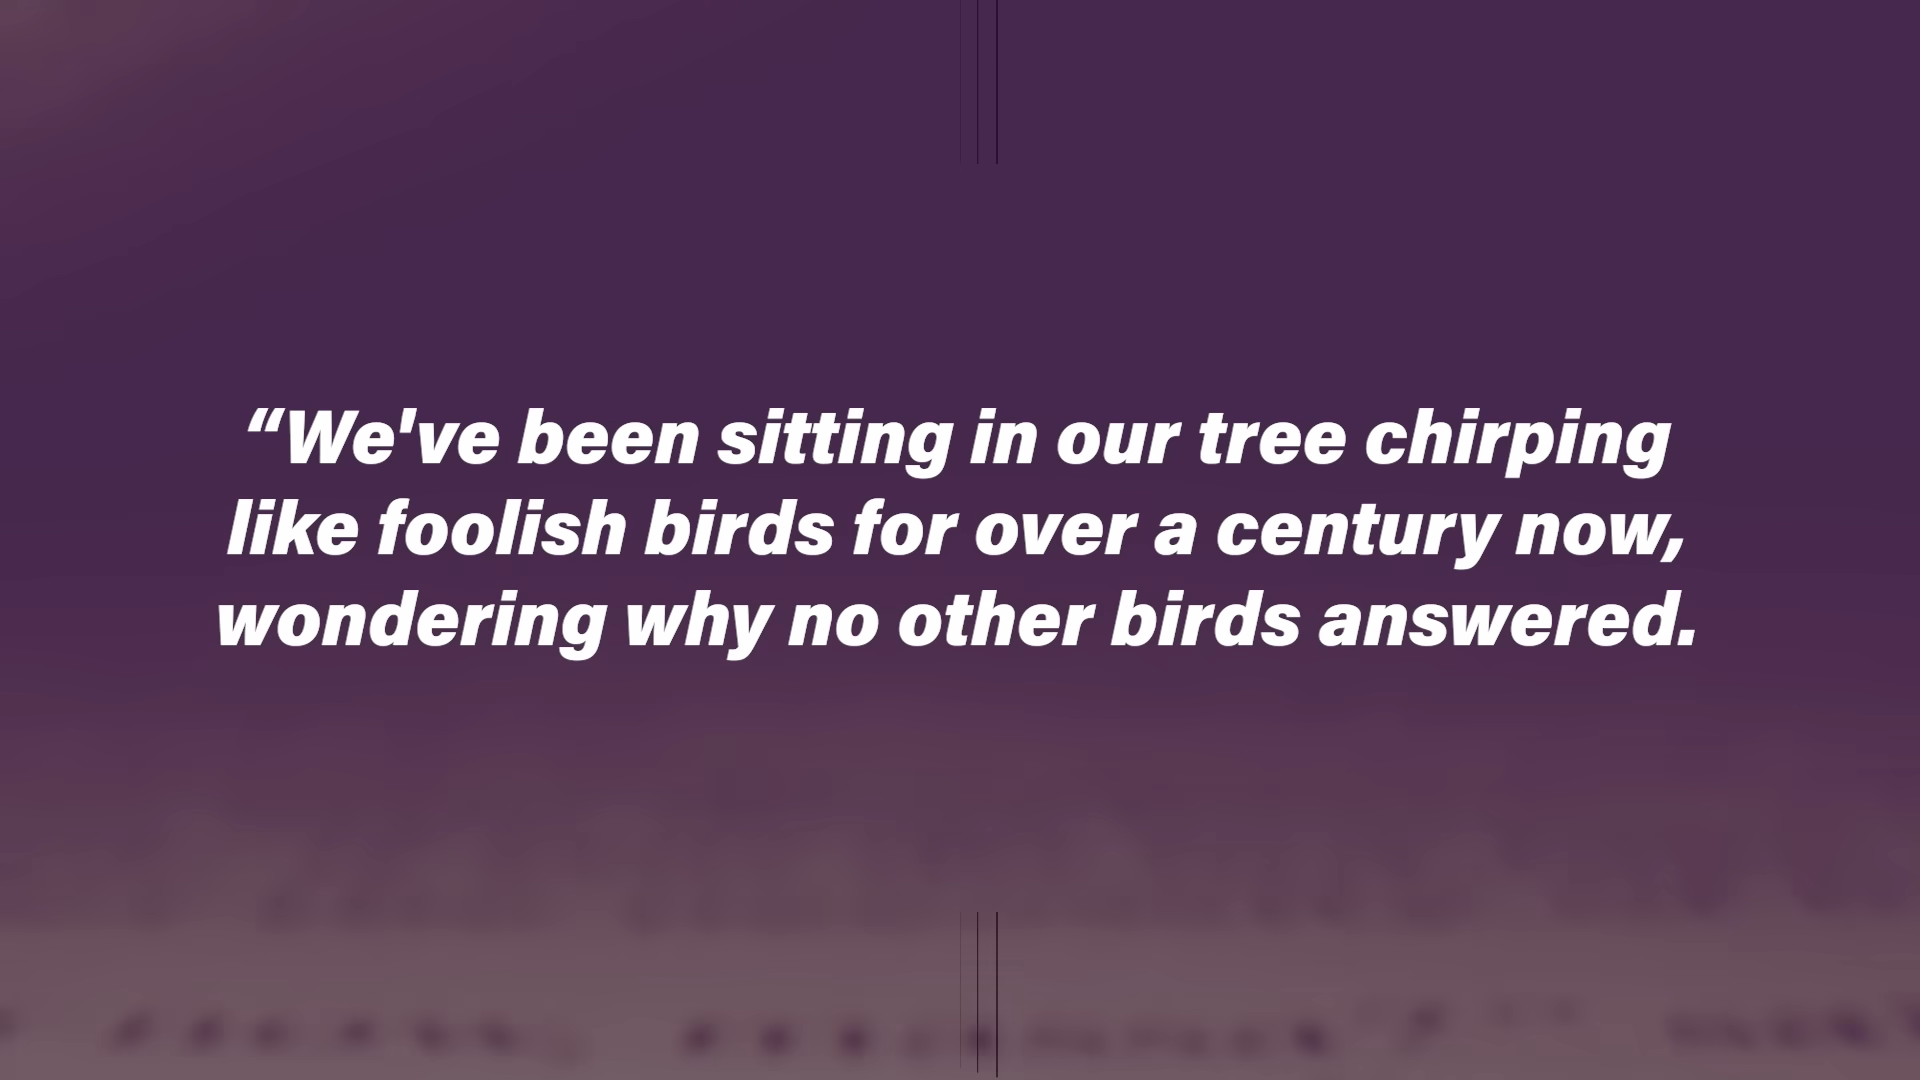 “We've been sitting in our tree chirping
like foolish birds for over a century now,
wondering why no other birds answered.